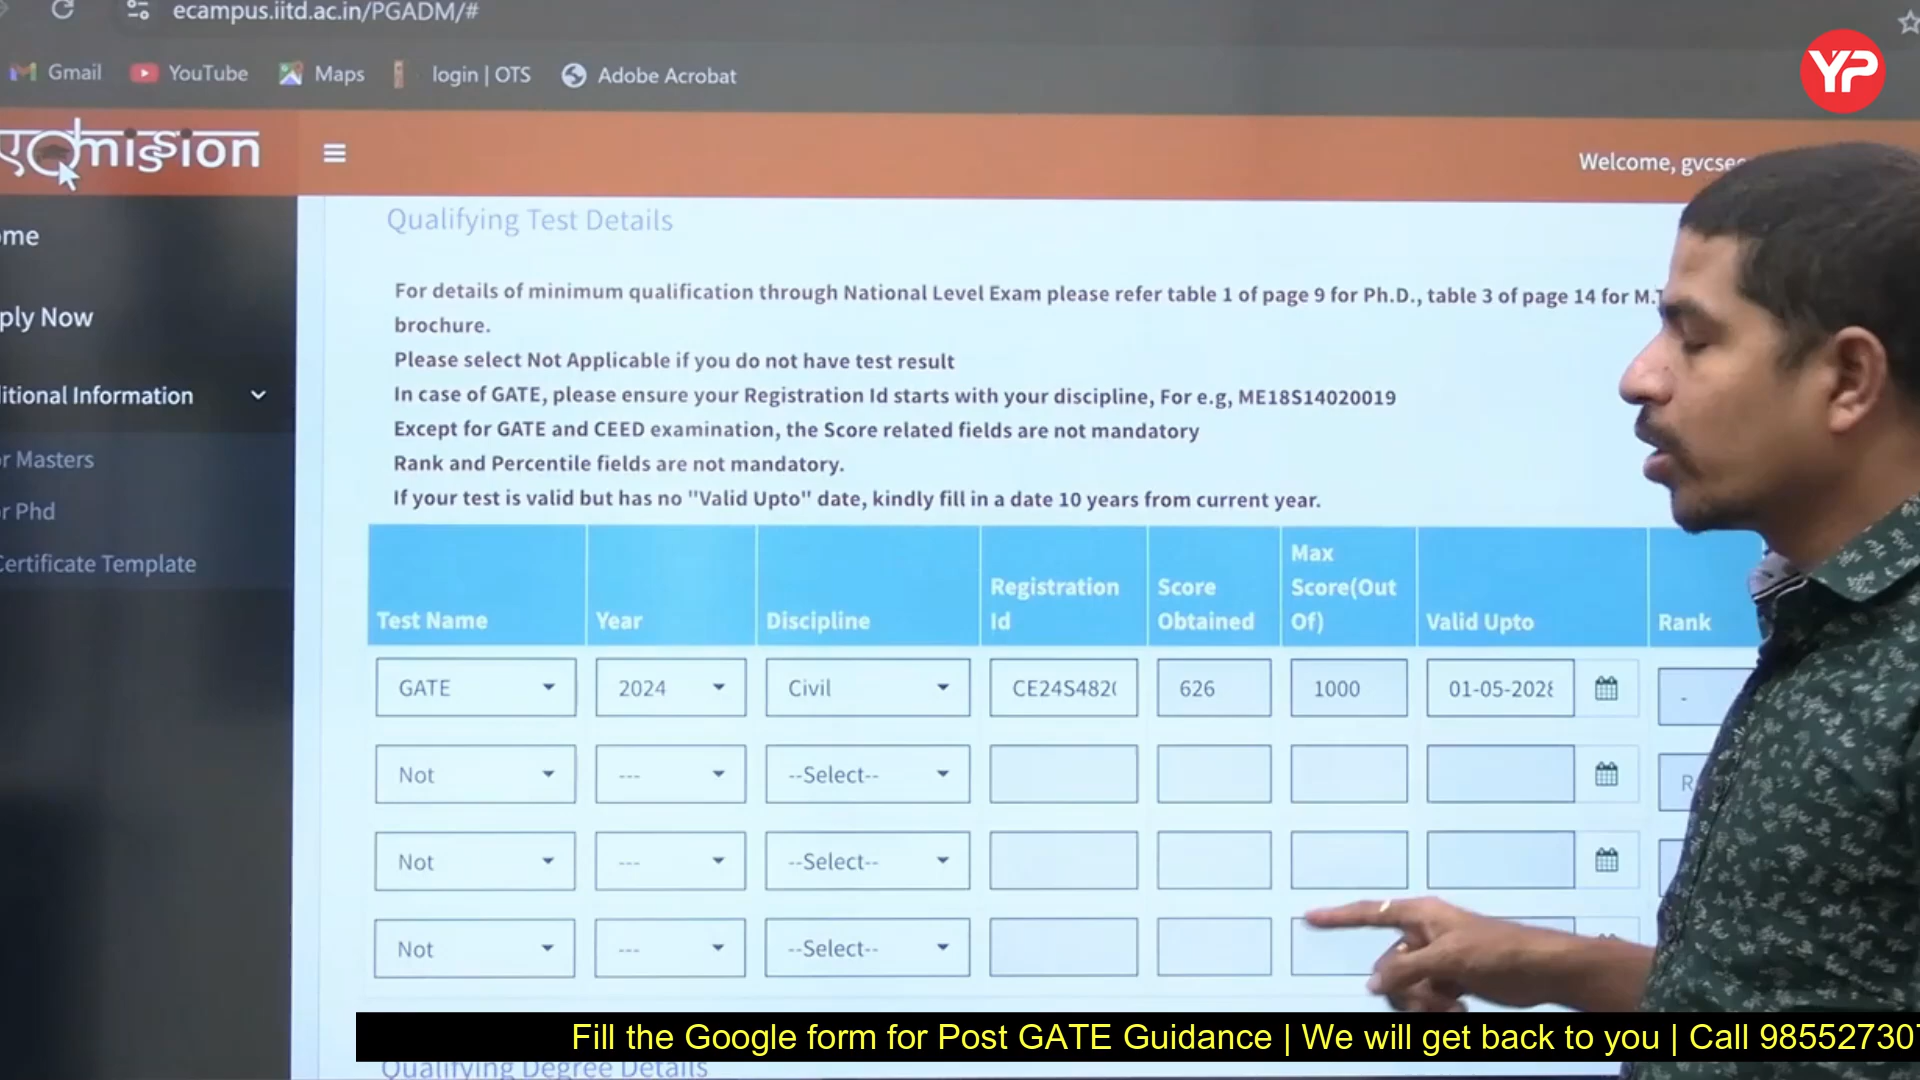 ecampus.iitd.ac.in/PGADM/#
Gmail YouTube Maps login | OTS Adobe Acrobat
YP
एdmission
Welcome, gvcse
ome
ply Now
itional Information
r Masters
r Phd
Certificate Template
Qualifying Test Details
For details of minimum qualification through National Level Exam please refer table 1 of page 9 for Ph.D., table 3 of page 14 for M.T
brochure.
Please select Not Applicable if you do not have test result
In case of GATE, please ensure your Registration Id starts with your discipline, For e.g, ME18S14020019
Except for GATE and CEED examination, the Score related fields are not mandatory
Rank and Percentile fields are not mandatory.
If your test is valid but has no "Valid Upto" date, kindly fill in a date 10 years from current year.
Test Name Year Discipline Registration Id Score Obtained Max Score(Out Of) Valid Upto Rank
GATE 2024 Civil CE24S482( 626 1000 01-05-2028 -
Not --- --Select-- R
Not --- --Select--
Not --- --Select--
Fill the Google form for Post GATE Guidance | We will get back to you | Call 98552730
Qualifying Degree Details